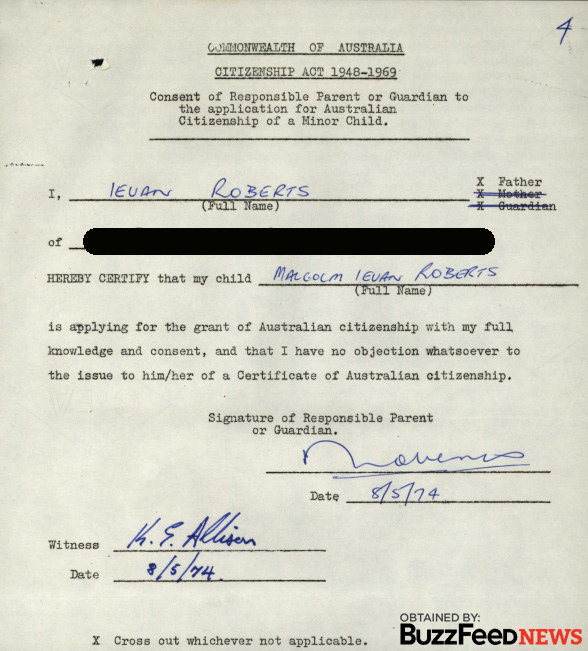 4
COMMONWEALTH OF AUSTRALIA
CITIZENSHIP ACT 1948-1969
Consent of Responsible Parent or Guardian to
the application for Australian
Citizenship of a Minor Child.
I, IEUAN ROBERTS X Father
(Full Name) X Mother
X Guardian
of
HEREBY CERTIFY that my child MALCOLM IEUAN ROBERTS
(Full Name)
is applying for the grant of Australian citizenship with my full
knowledge and consent, and that I have no objection whatsoever to
the issue to him/her of a Certificate of Australian citizenship.
Signature of Responsible Parent
or Guardian.
Date 8/5/74
Witness K. E. Allison
Date 8/5/74.
X Cross out whichever not applicable.
OBTAINED BY:
BUZZFEEDNEWS